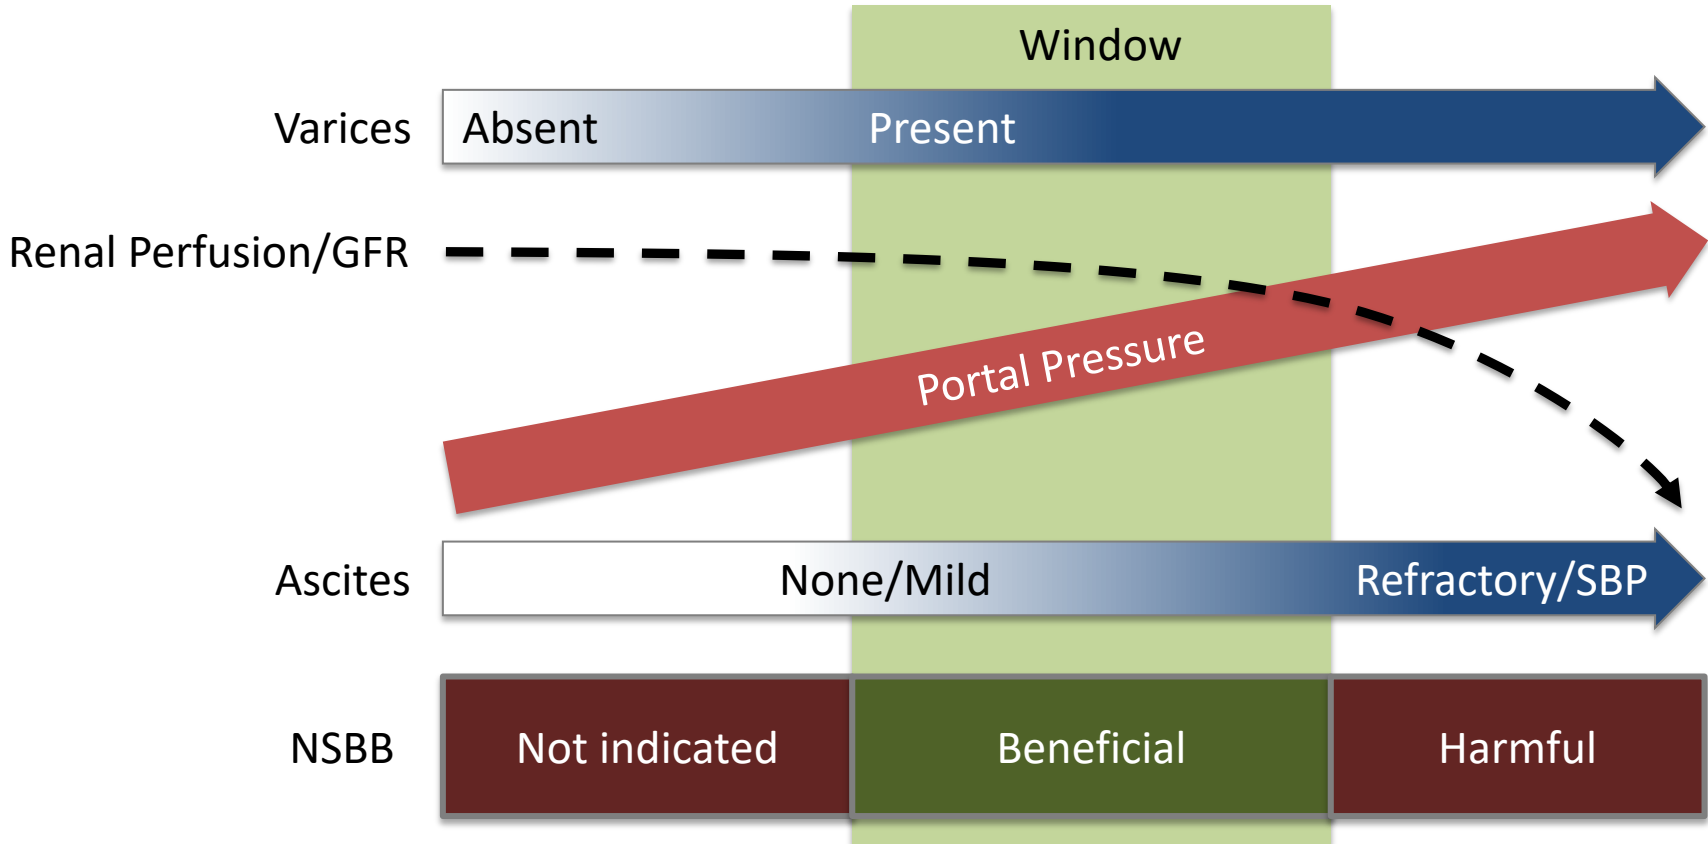 Window
Varices Absent Present
Renal Perfusion/GFR
Portal Pressure
Ascites None/Mild Refractory/SBP
NSBB Not indicated Beneficial Harmful